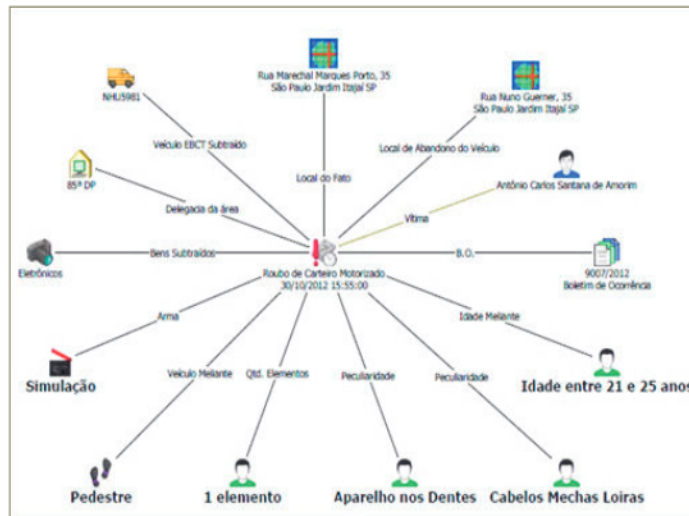 Rua Marechal Marques Porto, 35
São Paulo Jardim Itajaí SP
NHU5981
Rua Nuno Guerner, 35
São Paulo Jardim Itajaí SP
Veículo EBCT Subtraído
Local de Abandono do Veículo
85ª DP
Local do Fato
Antônio Carlos Santana de Amorim
Delegacia da área
Vítima
Eletrônicos
Bens Subtraídos
B.O.
Roubo de Carteiro Motorizado
30/10/2012 15:55:00
9007/2012
Boletim de Ocorrência
Arma
Idade Meliante
Simulação
Veículo Meliante
Qtd. Elementos
Peculiaridade
Peculiaridade
Idade entre 21 e 25 anos
Pedestre
1 elemento
Aparelho nos Dentes
Cabelos Mechas Loiras